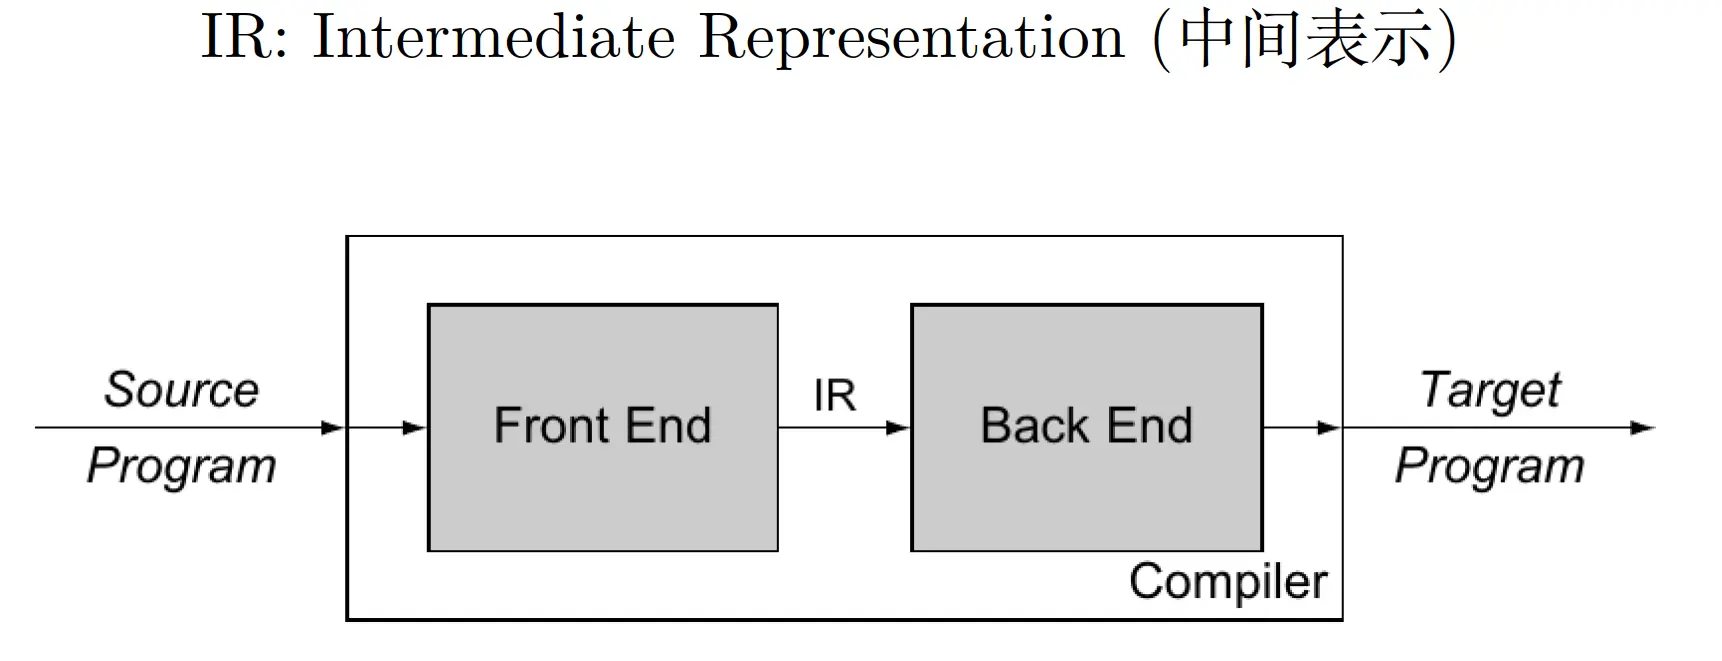 IR: Intermediate Representation (中间表示)
Source
Program
Front End
IR
Back End
Target
Program
Compiler